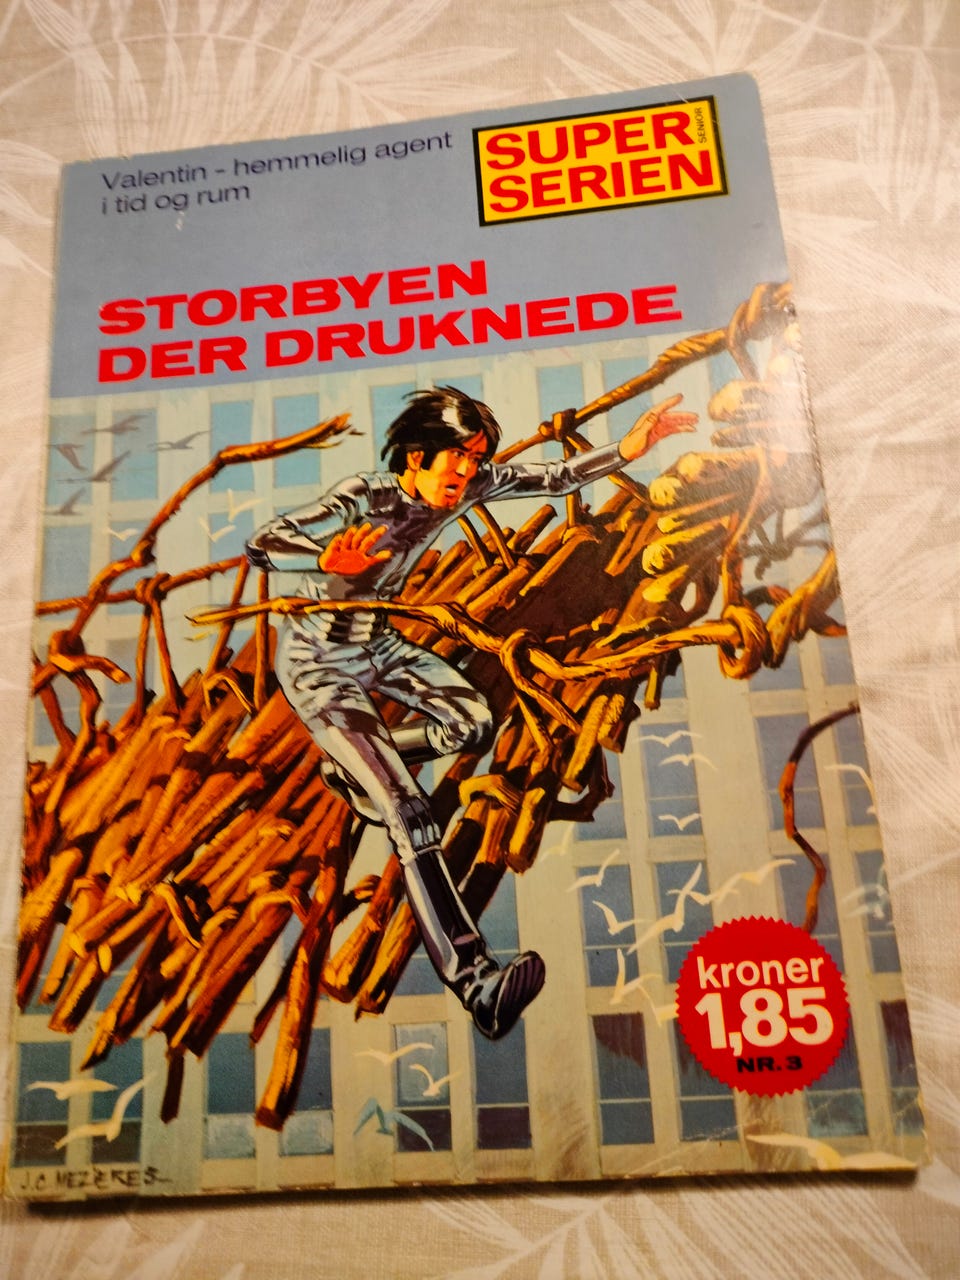 Valentin - hemmelig agent
i tid og rum
SUPER
SERIEN
SENIOR
STORBYEN
DER DRUKNEDE
kroner
1,85
NR. 3
J.C. MEZIERES